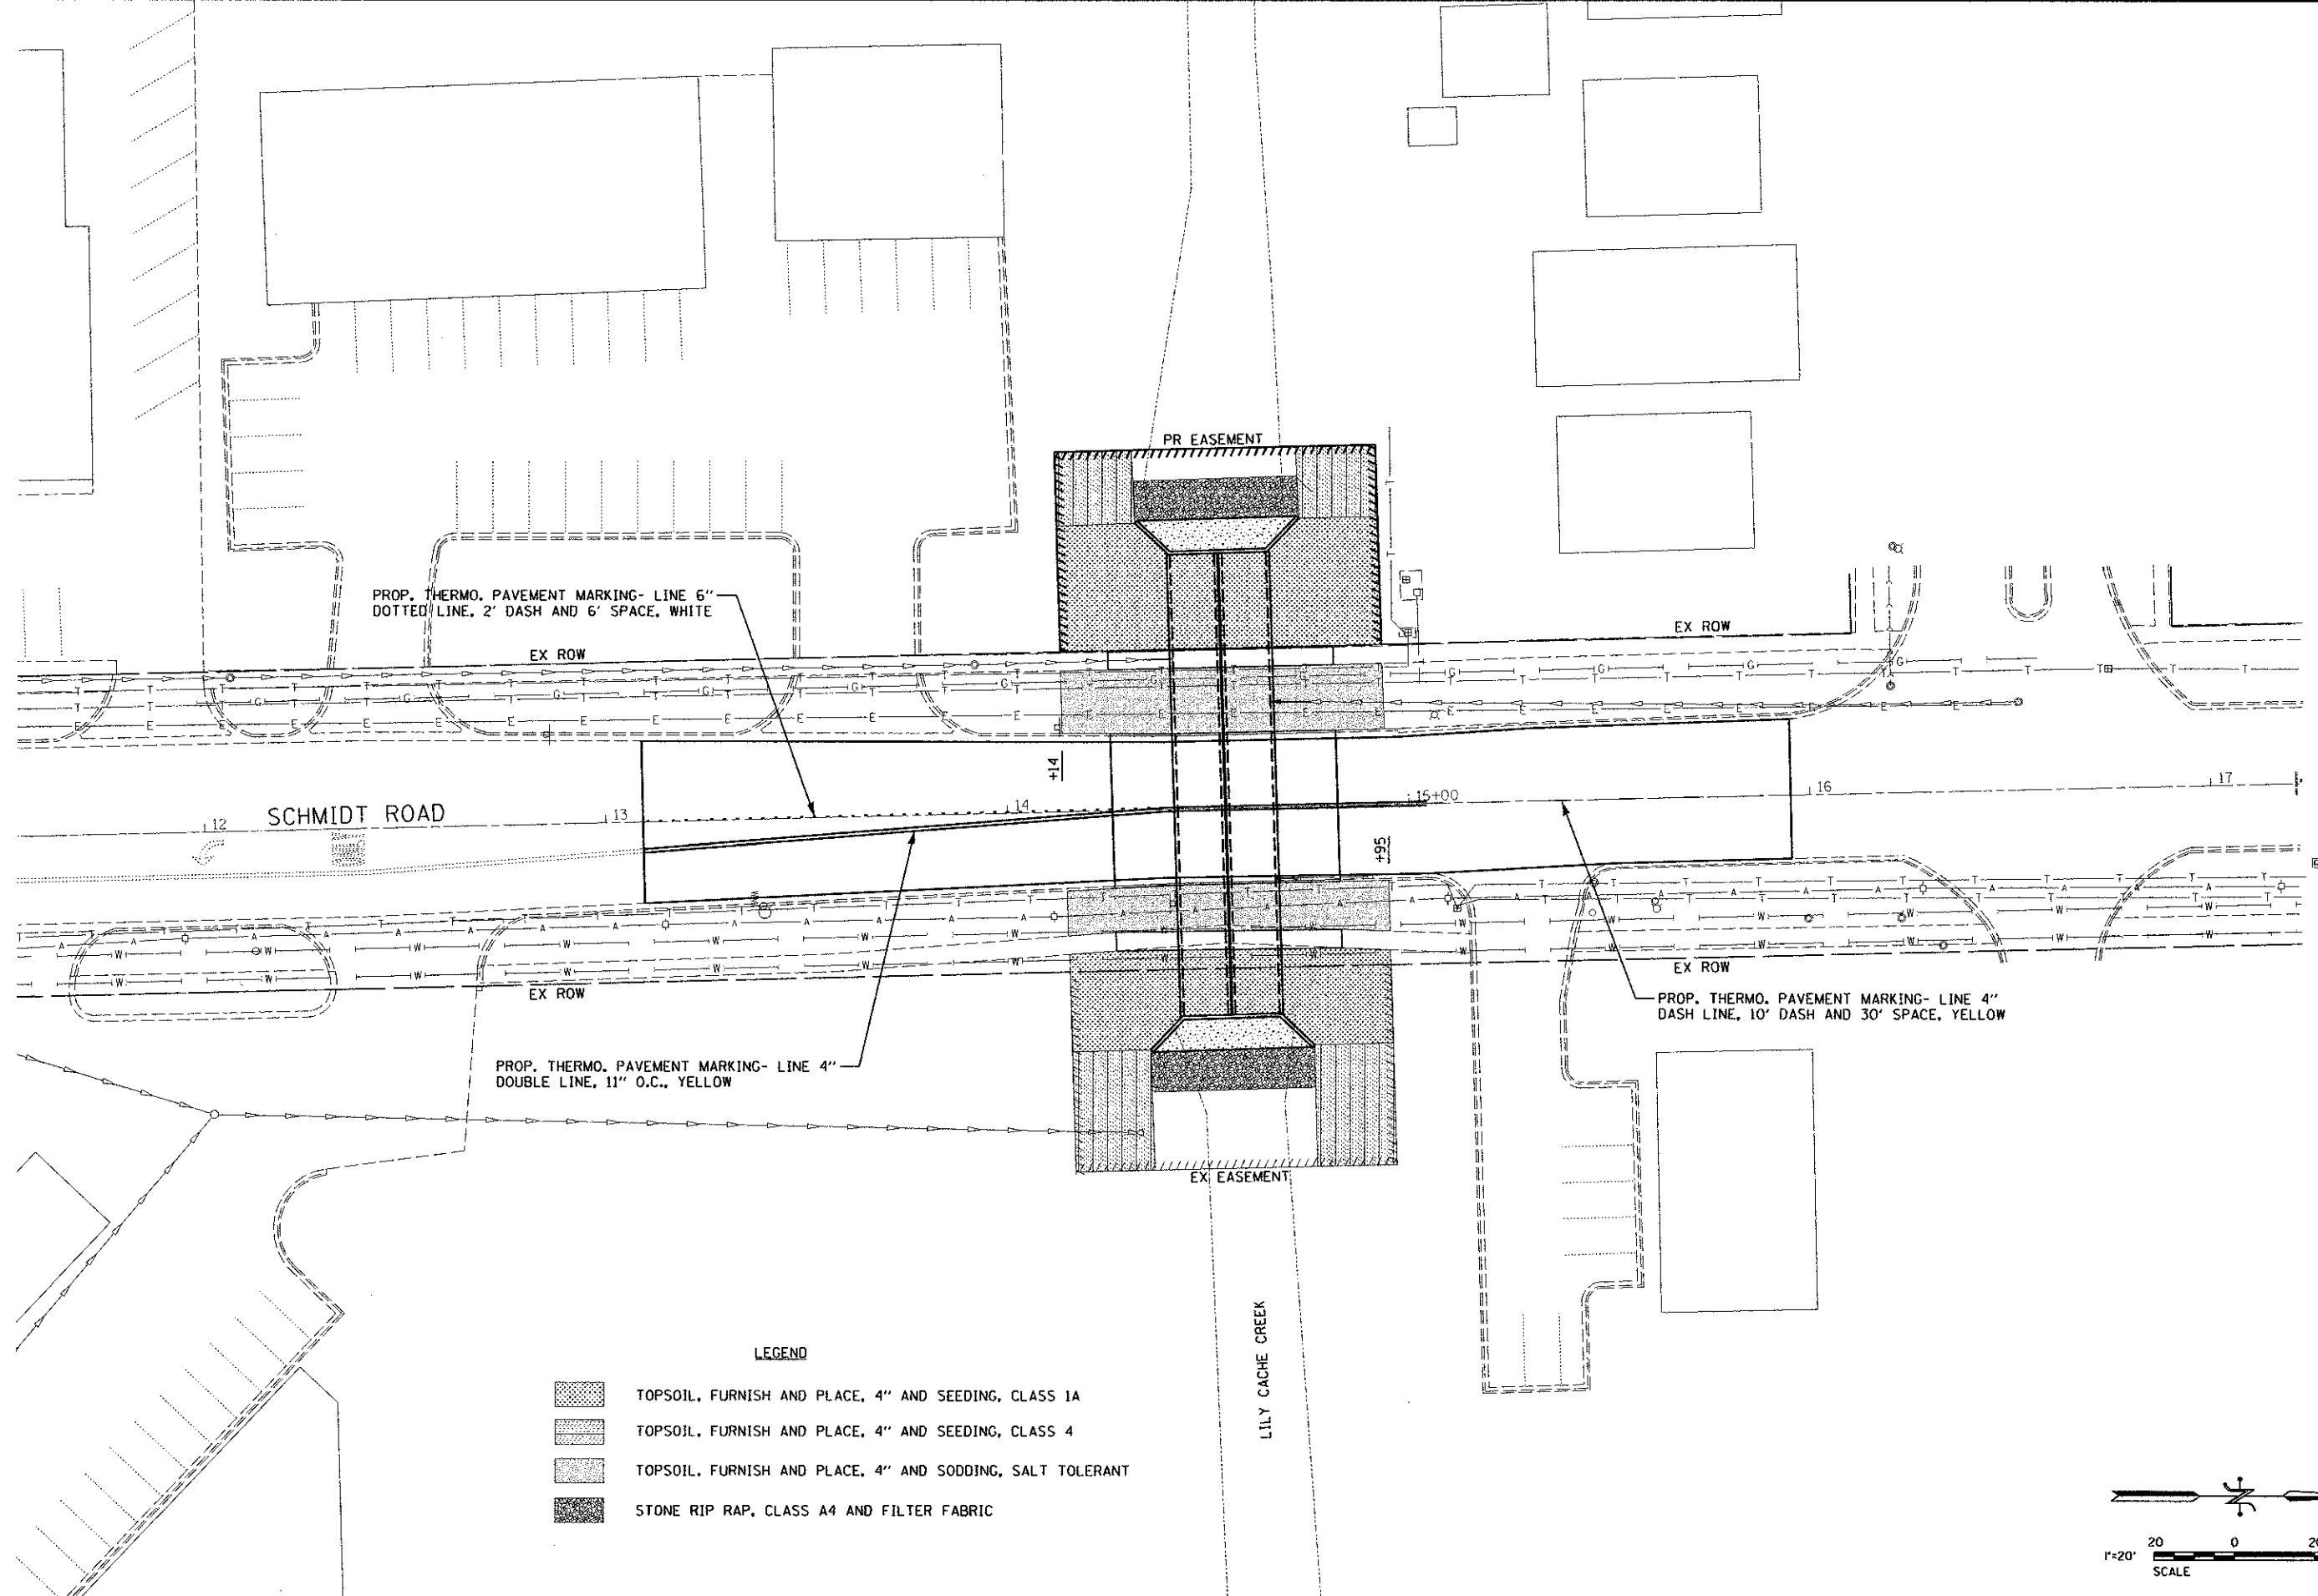 PR EASEMENT
PROP. THERMO. PAVEMENT MARKING- LINE 6"
DOTTED LINE, 2' DASH AND 6' SPACE, WHITE
EX ROW
EX ROW
+14
SCHMIDT ROAD
12
13
14
15+00
16
17
+95
EX ROW
EX ROW
PROP. THERMO. PAVEMENT MARKING- LINE 4"
DASH LINE, 10' DASH AND 30' SPACE, YELLOW
PROP. THERMO. PAVEMENT MARKING- LINE 4"
DOUBLE LINE, 11" O.C., YELLOW
EX EASEMENT
LILY CACHE CREEK
LEGEND
TOPSOIL, FURNISH AND PLACE, 4" AND SEEDING, CLASS 1A
TOPSOIL, FURNISH AND PLACE, 4" AND SEEDING, CLASS 4
TOPSOIL, FURNISH AND PLACE, 4" AND SODDING, SALT TOLERANT
STONE RIP RAP, CLASS A4 AND FILTER FABRIC
20 0 20
1"=20'
SCALE